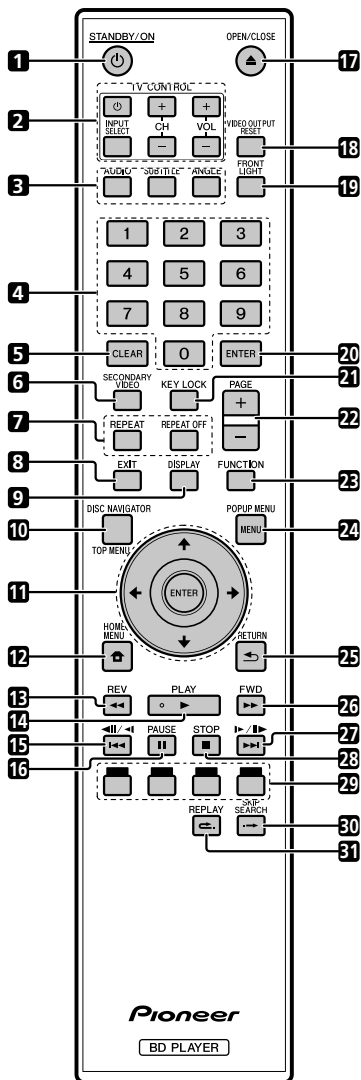 STANDBY/ON OPEN/CLOSE
1 17
TV CONTROL
2 INPUT SELECT + CH − + VOL − VIDEO OUTPUT RESET 18
3 AUDIO SUBTITLE ANGLE FRONT LIGHT 19
1 2 3
4 4 5 6
7 8 9
5 CLEAR 0 ENTER 20
6 SECONDARY VIDEO KEY LOCK 21 PAGE
+ 22 −
7 REPEAT REPEAT OFF
8 EXIT DISPLAY FUNCTION 23
9
DISC NAVIGATOR POPUP MENU
10 MENU 24
TOP MENU
11 ENTER
HOME MENU RETURN
12 25
REV PLAY FWD
13 26
14
15 PAUSE STOP 27
16 28
29
REPLAY SKIP SEARCH 30
31
Pioneer
BD PLAYER